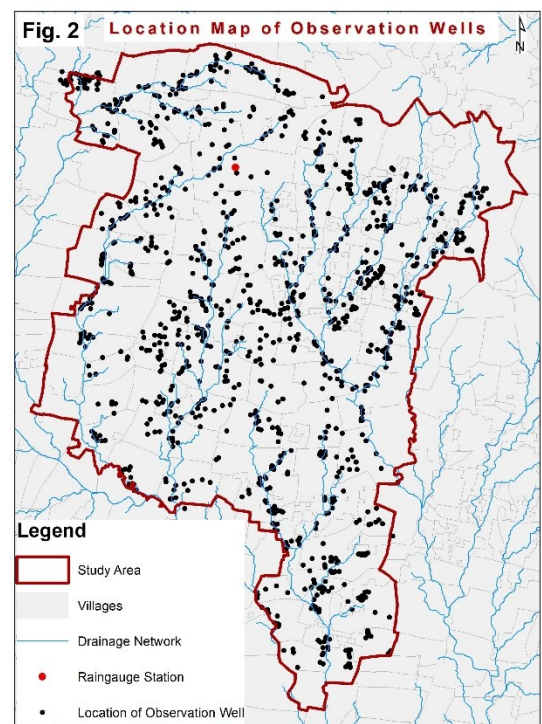 Fig. 2
Location Map of Observation Wells
N
Legend
Study Area
Villages
Drainage Network
Raingauge Station
Location of Observation Well